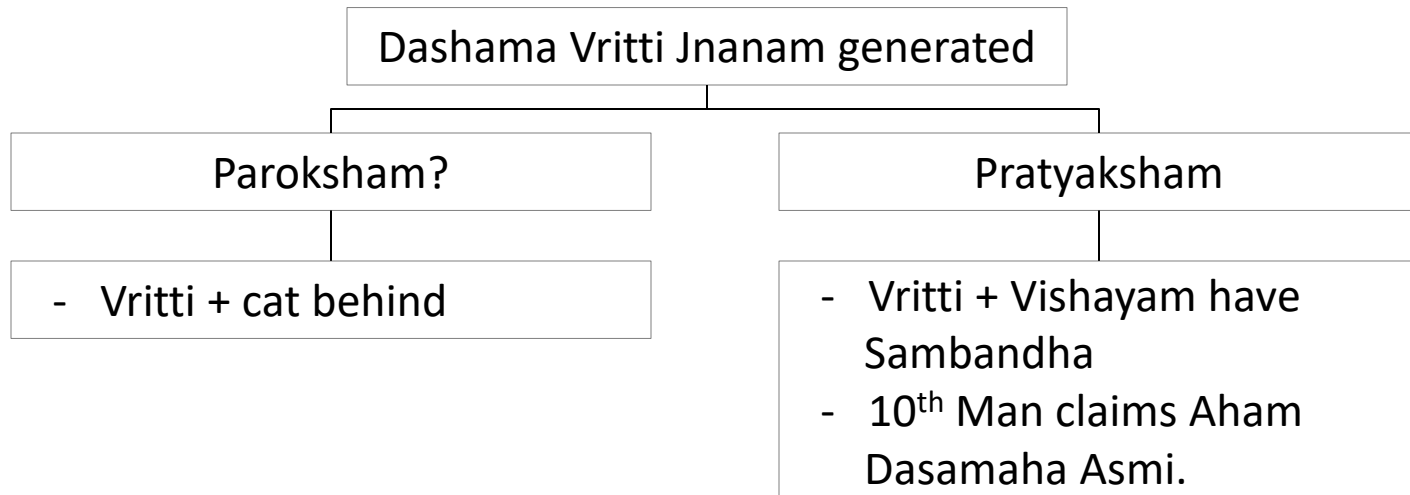 Dashama Vritti Jnanam generated
Paroksham?
Pratyaksham
- Vritti + cat behind
- Vritti + Vishayam have
Sambandha
- 10th Man claims Aham
Dasamaha Asmi.